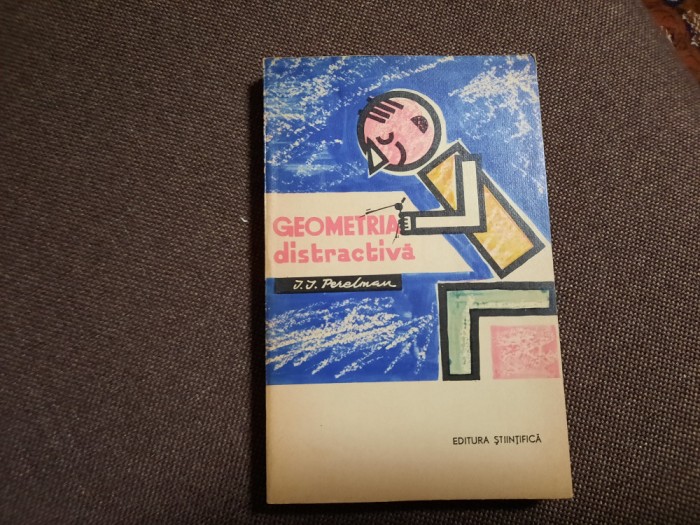 GEOMETRIA
distractivă
I. I. Perelman
EDITURA ŞTIINŢIFICĂ